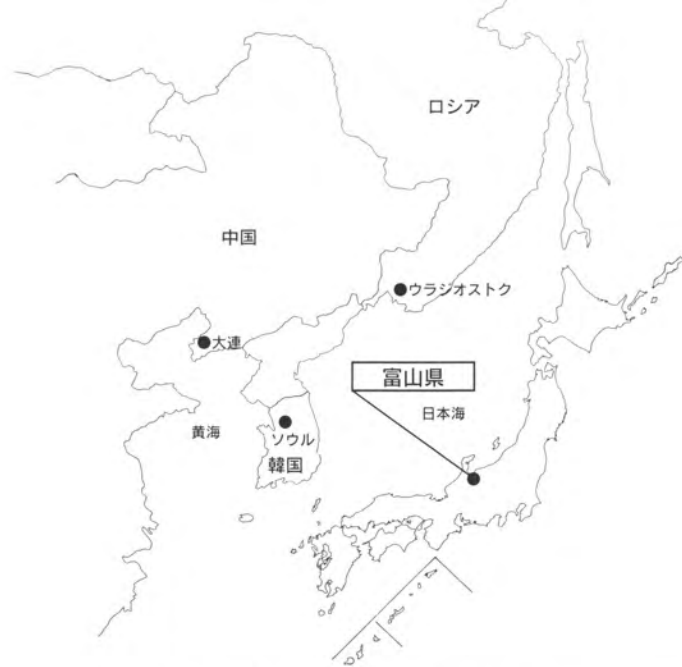 ロシア
中国
ウラジオストク
大連
富山県
日本海
黄海
ソウル
韓国